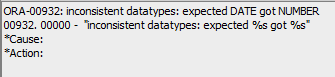 ORA-00932: inconsistent datatypes: expected DATE got NUMBER
00932. 00000 -  "inconsistent datatypes: expected %s got %s"
*Cause:
*Action: